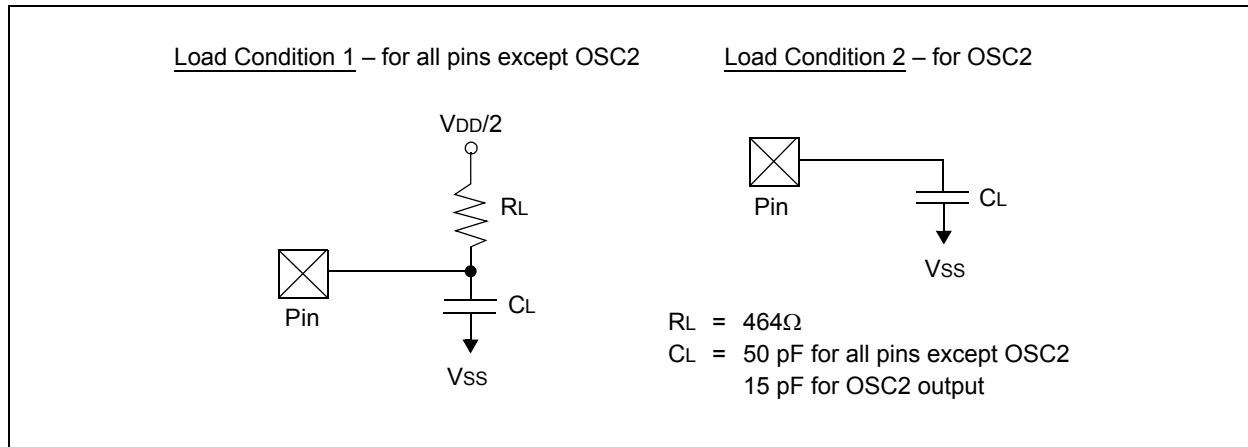 Load Condition 1 – for all pins except OSC2
VDD/2
RL
Pin
CL
VSS
Load Condition 2 – for OSC2
Pin
CL
VSS
RL = 464Ω
CL = 50 pF for all pins except OSC2
15 pF for OSC2 output